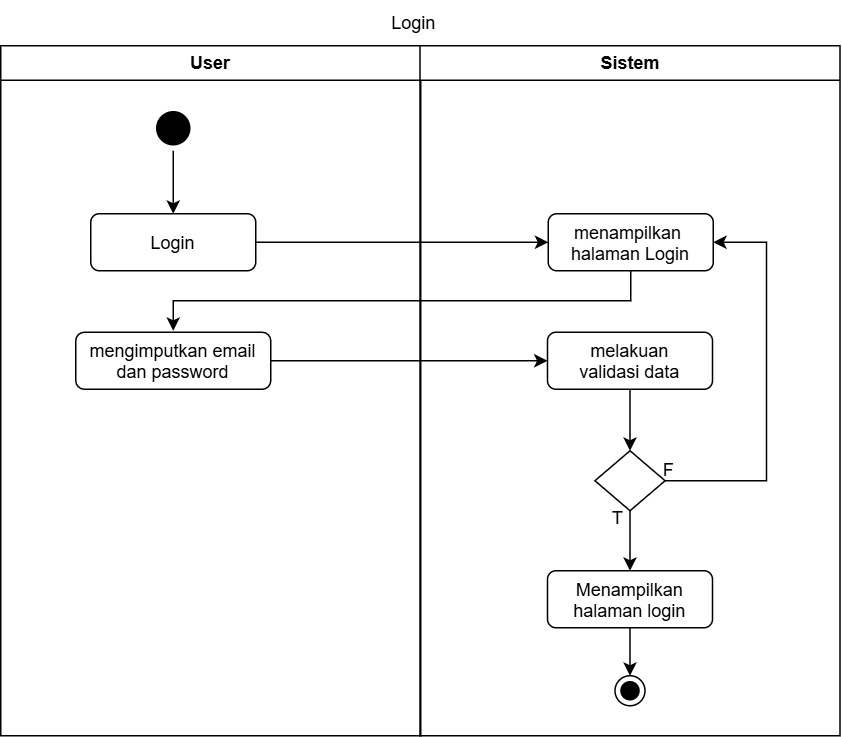 Login
User
Sistem
Login
menampilkan
halaman Login
mengimputkan email
dan password
melakuan
validasi data
F
T
Menampilkan
halaman login